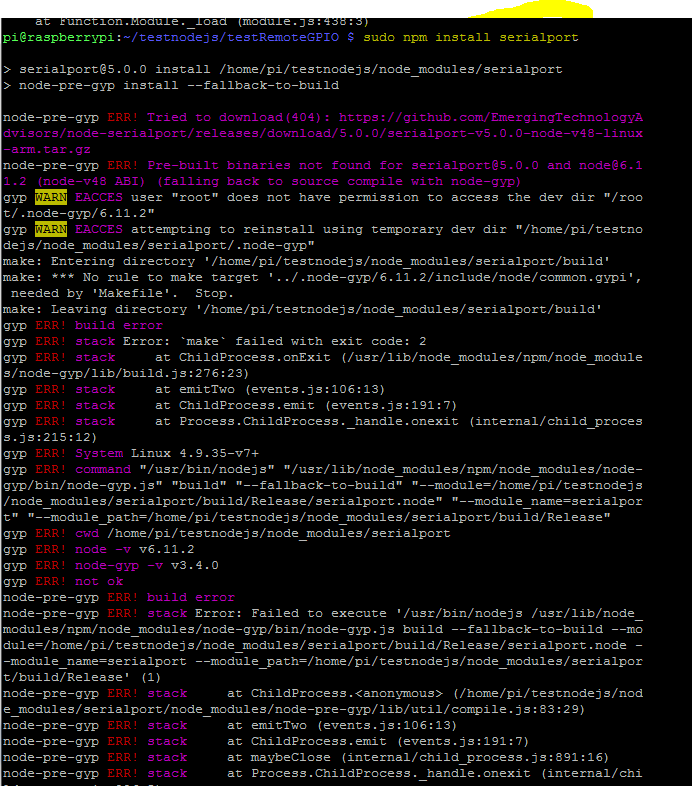 at Function.Module._load (module.js:438:3)
pi@raspberrypi:~/testnodejs/testRemoteGPIO $ sudo npm install serialport
> serialport@5.0.0 install /home/pi/testnodejs/node_modules/serialport
> node-pre-gyp install --fallback-to-build
node-pre-gyp ERR! Tried to download(404): https://github.com/EmergingTechnologyA
dvisors/node-serialport/releases/download/5.0.0/serialport-v5.0.0-node-v48-linux
-arm.tar.gz
node-pre-gyp ERR! Pre-built binaries not found for serialport@5.0.0 and node@6.1
1.2 (node-v48 ABI) (falling back to source compile with node-gyp)
gyp WARN EACCES user "root" does not have permission to access the dev dir "/roo
t/.node-gyp/6.11.2"
gyp WARN EACCES attempting to reinstall using temporary dev dir "/home/pi/testno
dejs/node_modules/serialport/.node-gyp"
make: Entering directory '/home/pi/testnodejs/node_modules/serialport/build'
make: *** No rule to make target '../.node-gyp/6.11.2/include/node/common.gypi',
 needed by 'Makefile'.  Stop.
make: Leaving directory '/home/pi/testnodejs/node_modules/serialport/build'
gyp ERR! build error
gyp ERR! stack Error: `make` failed with exit code: 2
gyp ERR! stack     at ChildProcess.onExit (/usr/lib/node_modules/npm/node_module
s/node-gyp/lib/build.js:276:23)
gyp ERR! stack     at emitTwo (events.js:106:13)
gyp ERR! stack     at ChildProcess.emit (events.js:191:7)
gyp ERR! stack     at Process.ChildProcess._handle.onexit (internal/child_proces
s.js:215:12)
gyp ERR! System Linux 4.9.35-v7+
gyp ERR! command "/usr/bin/nodejs" "/usr/lib/node_modules/npm/node_modules/node-
gyp/bin/node-gyp.js" "build" "--fallback-to-build" "--module=/home/pi/testnodejs
/node_modules/serialport/build/Release/serialport.node" "--module_name=serialpor
t" "--module_path=/home/pi/testnodejs/node_modules/serialport/build/Release"
gyp ERR! cwd /home/pi/testnodejs/node_modules/serialport
gyp ERR! node -v v6.11.2
gyp ERR! node-gyp -v v3.4.0
gyp ERR! not ok
node-pre-gyp ERR! build error
node-pre-gyp ERR! stack Error: Failed to execute '/usr/bin/nodejs /usr/lib/node_
modules/npm/node_modules/node-gyp/bin/node-gyp.js build --fallback-to-build --mo
dule=/home/pi/testnodejs/node_modules/serialport/build/Release/serialport.node -
-module_name=serialport --module_path=/home/pi/testnodejs/node_modules/serialpor
t/build/Release' (1)
node-pre-gyp ERR! stack     at ChildProcess.<anonymous> (/home/pi/testnodejs/nod
e_modules/serialport/node_modules/node-pre-gyp/lib/util/compile.js:83:29)
node-pre-gyp ERR! stack     at emitTwo (events.js:106:13)
node-pre-gyp ERR! stack     at ChildProcess.emit (events.js:191:7)
node-pre-gyp ERR! stack     at maybeClose (internal/child_process.js:891:16)
node-pre-gyp ERR! stack     at Process.ChildProcess._handle.onexit (internal/chi